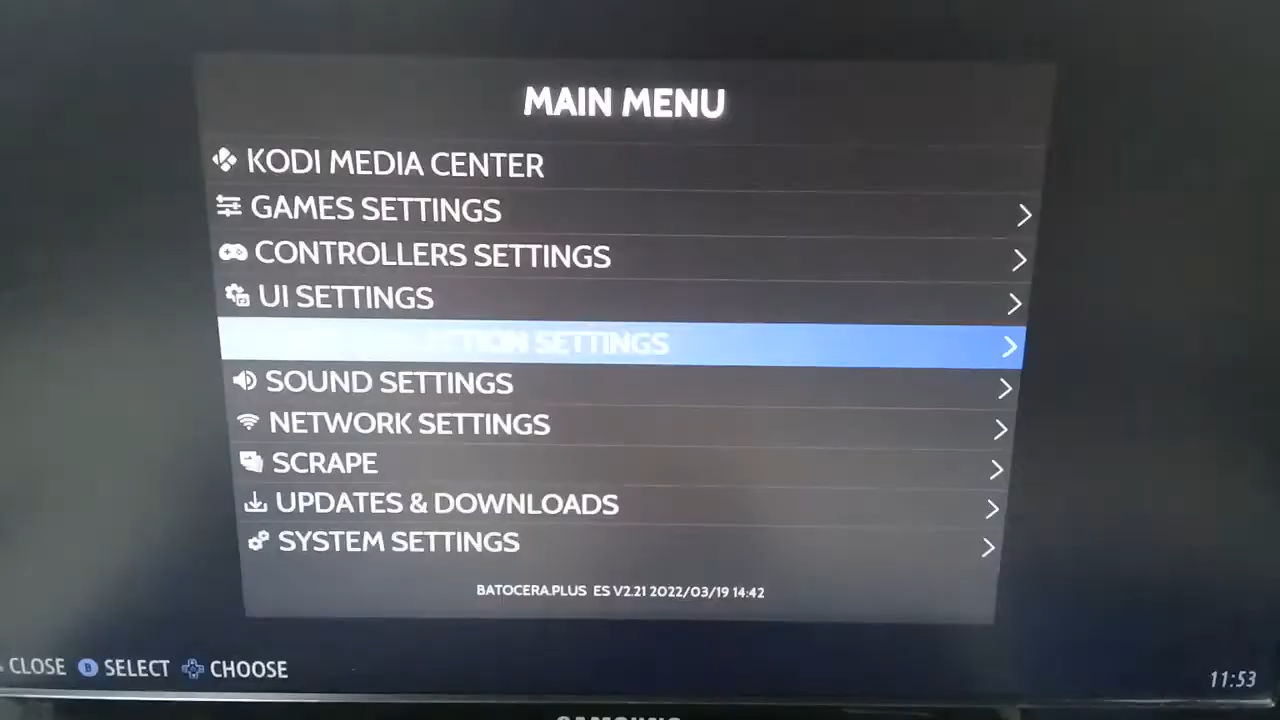 MAIN MENU
KODI MEDIA CENTER
GAMES SETTINGS
CONTROLLERS SETTINGS
UI SETTINGS
SETTINGS
SOUND SETTINGS
NETWORK SETTINGS
SCRAPE
UPDATES & DOWNLOADS
SYSTEM SETTINGS
BATOCERA.PLUS ES V2.21 2022/03/19 14:42
CLOSE B SELECT CHOOSE
11:53
SAMSUNG